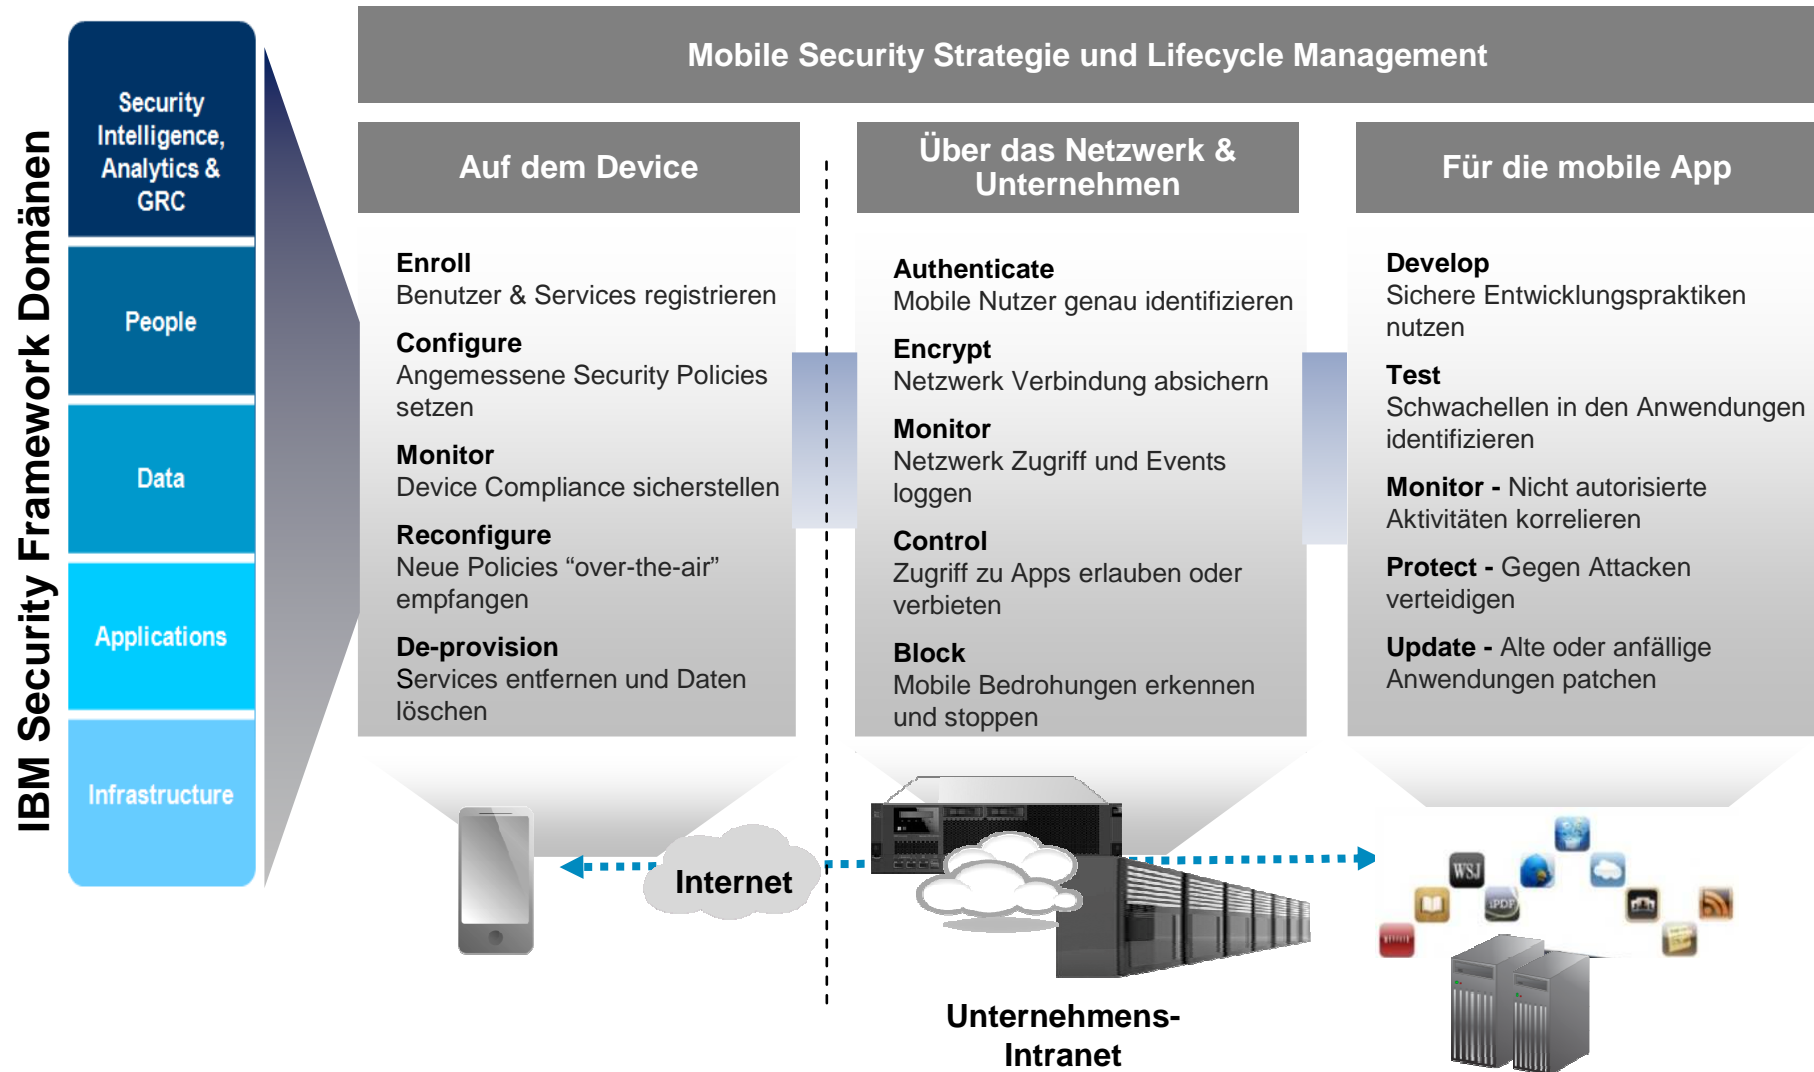 IBM Security Framework Domänen
Security
Intelligence,
Analytics &
GRC
People
Data
Applications
Infrastructure
Mobile Security Strategie und Lifecycle Management
Auf dem Device
Enroll
Benutzer & Services registrieren
Configure
Angemessene Security Policies
setzen
Monitor
Device Compliance sicherstellen
Reconfigure
Neue Policies “over-the-air”
empfangen
De-provision
Services entfernen und Daten
löschen
Über das Netzwerk &
Unternehmen
Authenticate
Mobile Nutzer genau identifizieren
Encrypt
Netzwerk Verbindung absichern
Monitor
Netzwerk Zugriff und Events
loggen
Control
Zugriff zu Apps erlauben oder
verbieten
Block
Mobile Bedrohungen erkennen
und stoppen
Für die mobile App
Develop
Sichere Entwicklungspraktiken
nutzen
Test
Schwachellen in den Anwendungen
identifizieren
Monitor - Nicht autorisierte
Aktivitäten korrelieren
Protect - Gegen Attacken
verteidigen
Update - Alte oder anfällige
Anwendungen patchen
Internet
WSJ
iPDF
Unternehmens-
Intranet